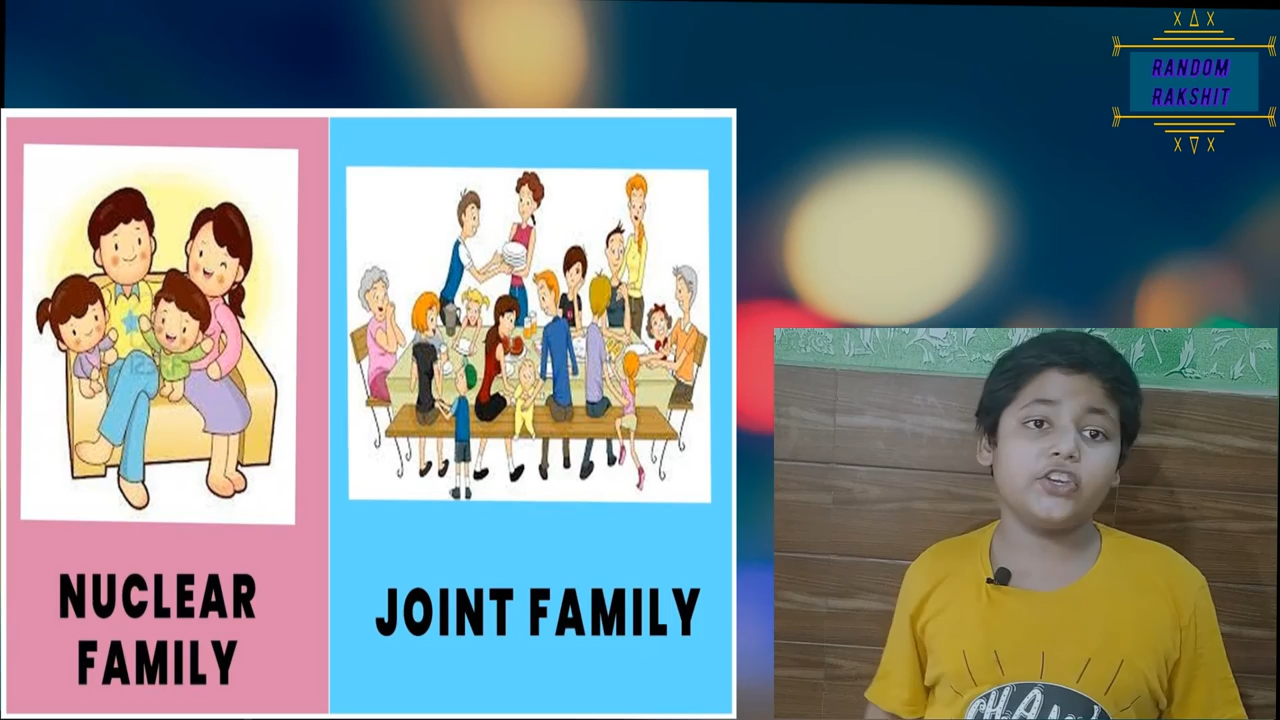 X Δ X
RANDOM
RAKSHIT
X ∇ X
NUCLEAR
FAMILY
JOINT FAMILY